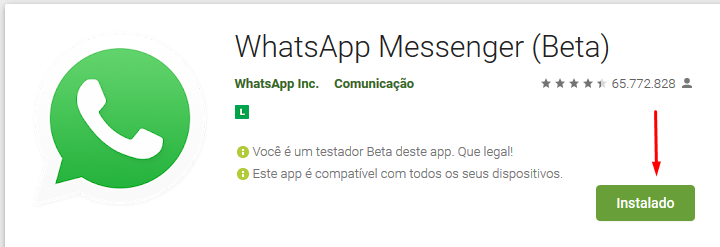 WhatsApp Messenger (Beta)
WhatsApp Inc. Comunicação 65.772.828
L
Você é um testador Beta deste app. Que legal!
Este app é compatível com todos os seus dispositivos.
Instalado